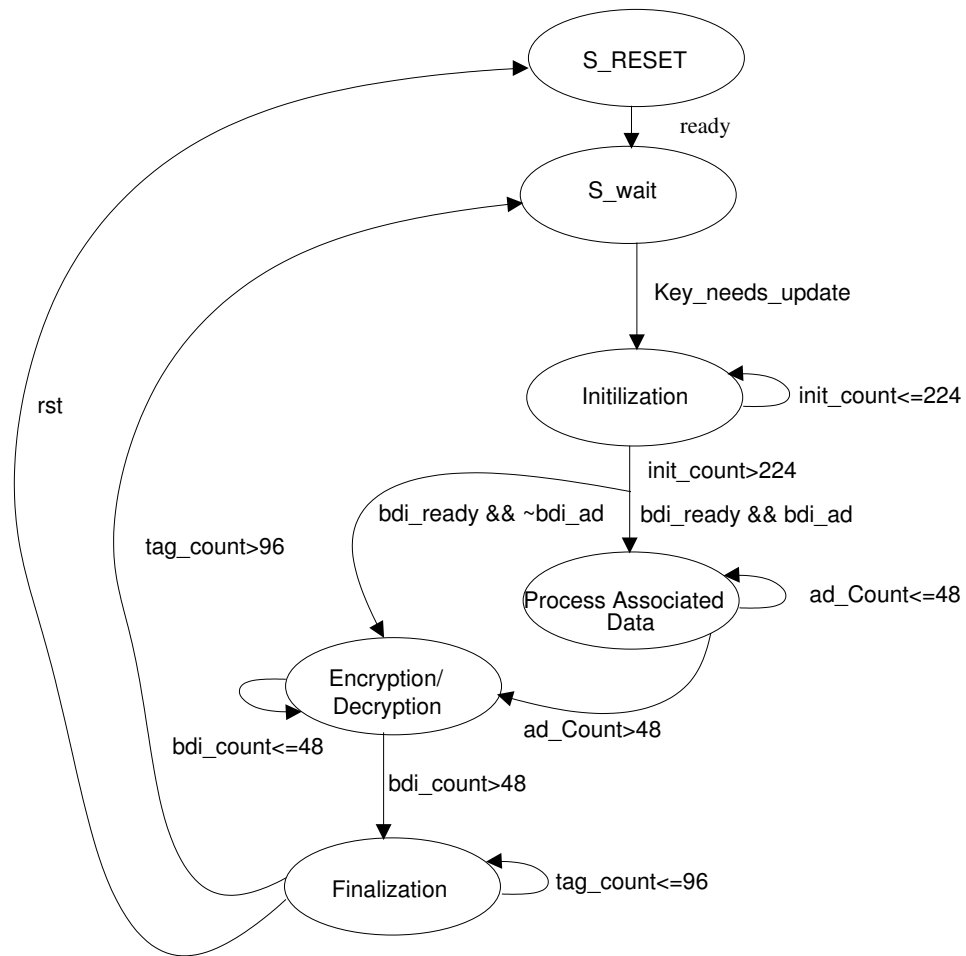 S_RESET
ready
S_wait
Key_needs_update
Initilization
init_count<=224
rst
init_count>224
bdi_ready && ~bdi_ad
bdi_ready && bdi_ad
tag_count>96
Process Associated
Data
ad_Count<=48
Encryption/
Decryption
ad_Count>48
bdi_count<=48
bdi_count>48
Finalization
tag_count<=96